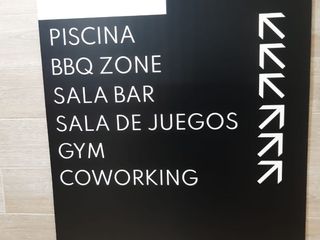 PISCINA
BBQ ZONE
SALA BAR
SALA DE JUEGOS
GYM
COWORKING